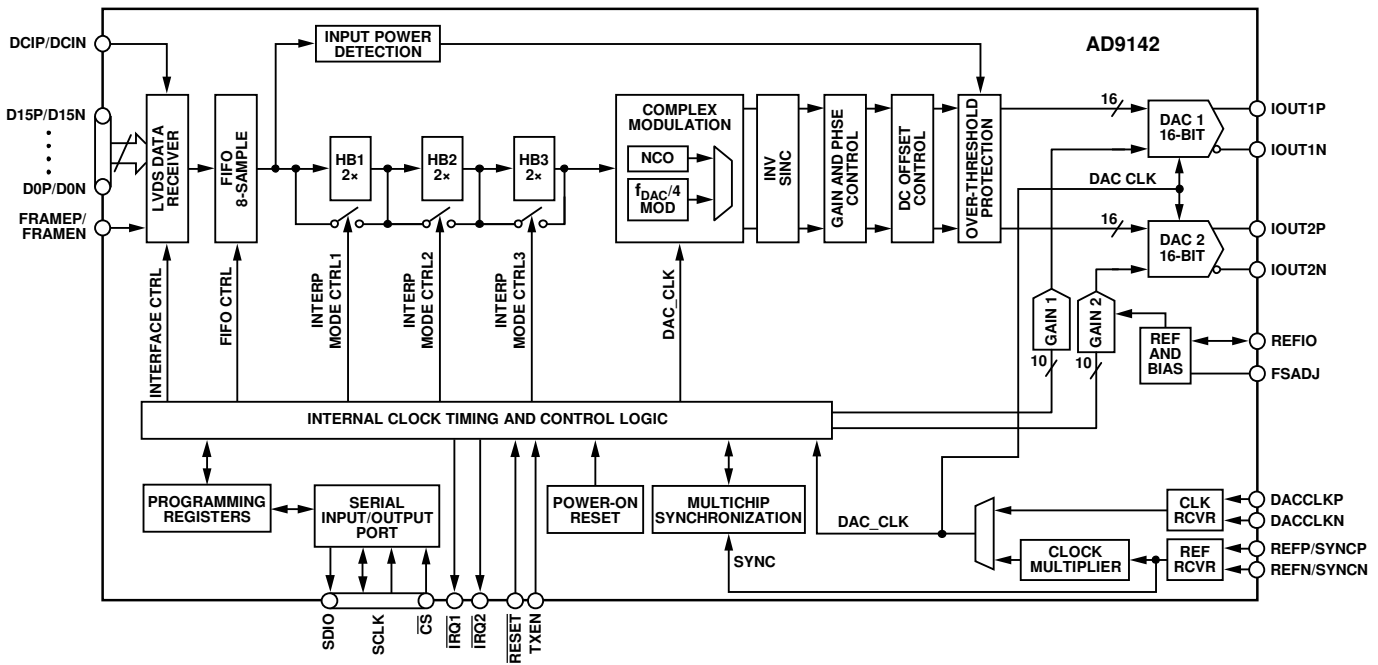 AD9142
DCIP/DCIN
D15P/D15N
D0P/D0N
FRAMEP/
FRAMEN
LVDS DATA
RECEIVER
FIFO
8-SAMPLE
INPUT POWER
DETECTION
HB1
2×
HB2
2×
HB3
2×
COMPLEX
MODULATION
NCO
fDAC/4
MOD
INV
SINC
GAIN AND PHSE
CONTROL
DC OFFSET
CONTROL
OVER-THRESHOLD
PROTECTION
16
DAC 1
16-BIT
IOUT1P
IOUT1N
DAC CLK
16
DAC 2
16-BIT
IOUT2P
IOUT2N
INTERFACE CTRL
FIFO CTRL
INTERP
MODE CTRL1
INTERP
MODE CTRL2
INTERP
MODE CTRL3
DAC_CLK
GAIN 1
10
GAIN 2
10
REF
AND
BIAS
REFIO
FSADJ
INTERNAL CLOCK TIMING AND CONTROL LOGIC
PROGRAMMING
REGISTERS
SERIAL
INPUT/OUTPUT
PORT
POWER-ON
RESET
MULTICHIP
SYNCHRONIZATION
DAC_CLK
SYNC
CLOCK
MULTIPLIER
CLK
RCVR
REF
RCVR
DACCLKP
DACCLKN
REFP/SYNCP
REFN/SYNCN
SDIO
SCLK
CS
IRQ1
IRQ2
RESET
TXEN